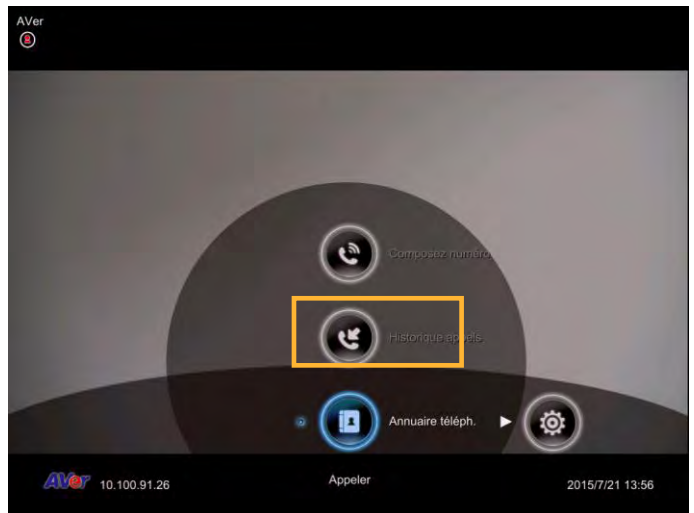 AVer
Composez numéro
Historique appels
Annuaire téléph.
AVer 10.100.91.26
Appeler
2015/7/21 13:56